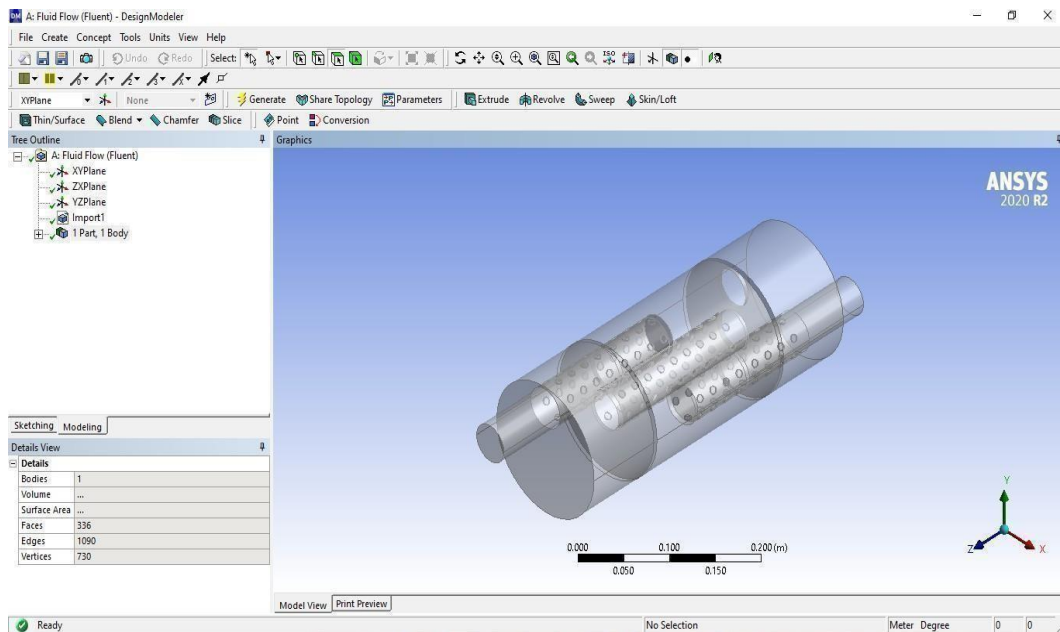 A: Fluid Flow (Fluent) - DesignModeler
File Create Concept Tools Units View Help
Undo Redo Select:
XYPlane None Generate Share Topology Parameters Extrude Revolve Sweep Skin/Loft
Thin/Surface Blend Chamfer Slice Point Conversion
Tree Outline
Graphics
A: Fluid Flow (Fluent)
XYPlane
ZXPlane
YZPlane
Import1
1 Part, 1 Body
ANSYS
2020 R2
Sketching Modeling
Details View
Details
Bodies 1
Volume ...
Surface Area ...
Faces 336
Edges 1090
Vertices 730
0.000 0.100 0.200 (m)
0.050 0.150
Y
Z X
Model View Print Preview
Ready No Selection Meter Degree 0 0